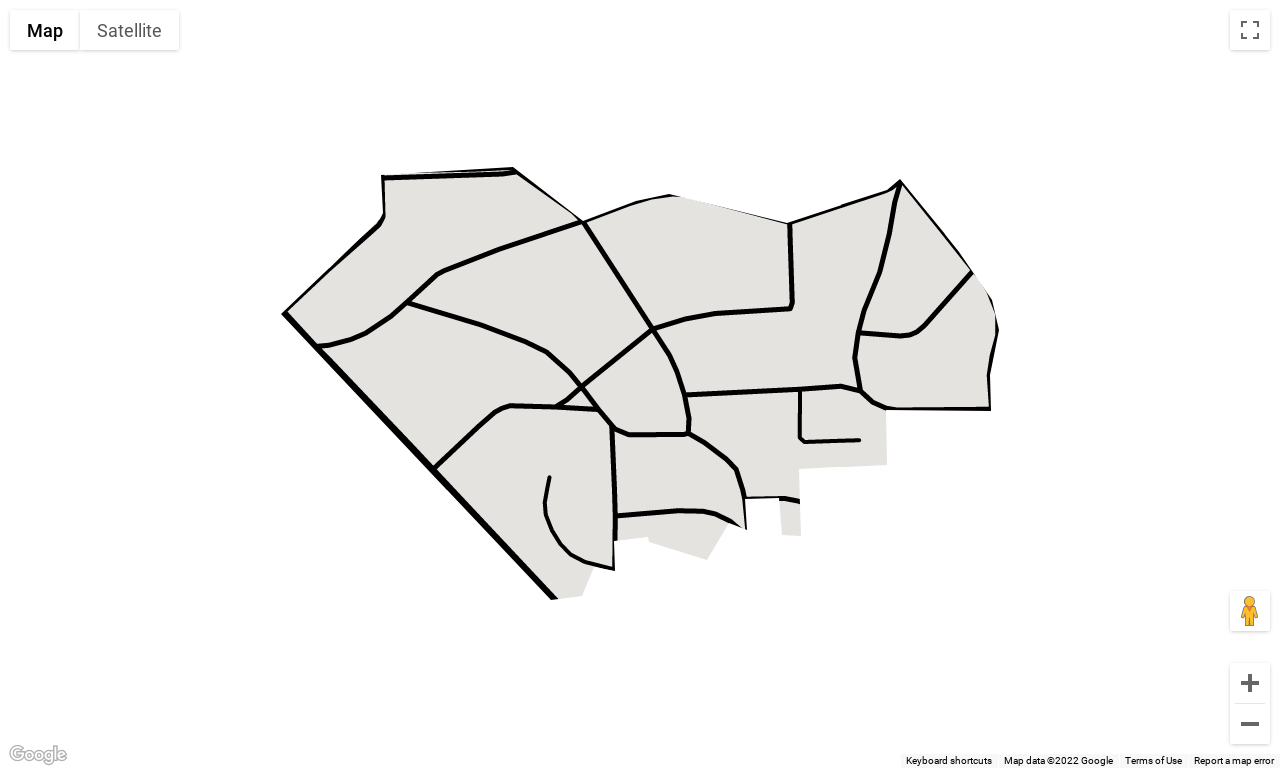 Map Satellite
Google
Keyboard shortcuts Map data ©2022 Google Terms of Use Report a map error